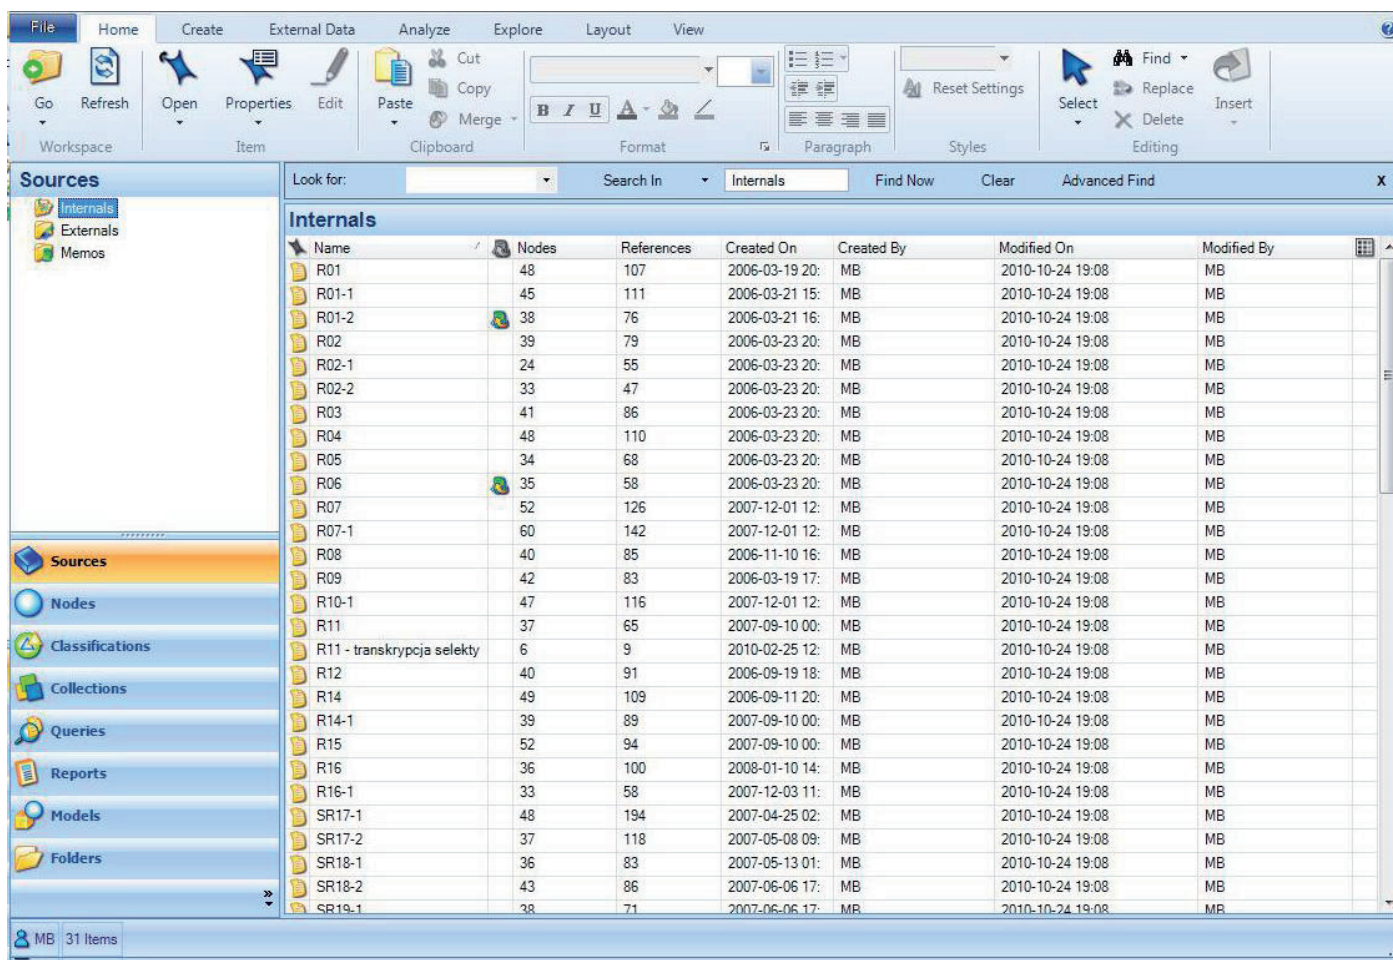 File Home Create External Data Analyze Explore Layout View
Go Refresh Open Properties Edit Paste Cut Copy Merge B I U A Reset Settings Select Find Replace Delete Insert
Workspace Item Clipboard Format Paragraph Styles Editing
Sources
Internals
Externals
Memos
Sources
Nodes
Classifications
Collections
Queries
Reports
Models
Folders
Look for: Search In Internals Find Now Clear Advanced Find X
Internals
Name Nodes References Created On Created By Modified On Modified By
R01 48 107 2006-03-19 20: MB 2010-10-24 19:08 MB
R01-1 45 111 2006-03-21 15: MB 2010-10-24 19:08 MB
R01-2 38 76 2006-03-21 16: MB 2010-10-24 19:08 MB
R02 39 79 2006-03-23 20: MB 2010-10-24 19:08 MB
R02-1 24 55 2006-03-23 20: MB 2010-10-24 19:08 MB
R02-2 33 47 2006-03-23 20: MB 2010-10-24 19:08 MB
R03 41 86 2006-03-23 20: MB 2010-10-24 19:08 MB
R04 48 110 2006-03-23 20: MB 2010-10-24 19:08 MB
R05 34 68 2006-03-23 20: MB 2010-10-24 19:08 MB
R06 35 58 2006-03-23 20: MB 2010-10-24 19:08 MB
R07 52 126 2007-12-01 12: MB 2010-10-24 19:08 MB
R07-1 60 142 2007-12-01 12: MB 2010-10-24 19:08 MB
R08 40 85 2006-11-10 16: MB 2010-10-24 19:08 MB
R09 42 83 2006-03-19 17: MB 2010-10-24 19:08 MB
R10-1 47 116 2007-12-01 12: MB 2010-10-24 19:08 MB
R11 37 65 2007-09-10 00: MB 2010-10-24 19:08 MB
R11 - transkrypcja selekty 6 9 2010-02-25 12: MB 2010-10-24 19:08 MB
R12 40 91 2006-09-19 18: MB 2010-10-24 19:08 MB
R14 49 109 2006-09-11 20: MB 2010-10-24 19:08 MB
R14-1 39 89 2007-09-10 00: MB 2010-10-24 19:08 MB
R15 52 94 2007-09-10 00: MB 2010-10-24 19:08 MB
R16 36 100 2008-01-10 14: MB 2010-10-24 19:08 MB
R16-1 33 58 2007-12-03 11: MB 2010-10-24 19:08 MB
SR17-1 48 194 2007-04-25 02: MB 2010-10-24 19:08 MB
SR17-2 37 118 2007-05-08 09: MB 2010-10-24 19:08 MB
SR18-1 36 83 2007-05-13 01: MB 2010-10-24 19:08 MB
SR18-2 43 86 2007-06-06 17: MB 2010-10-24 19:08 MB
SR19-1 38 71 2007-06-06 17: MB 2010-10-24 19:08 MB
MB 31 Items